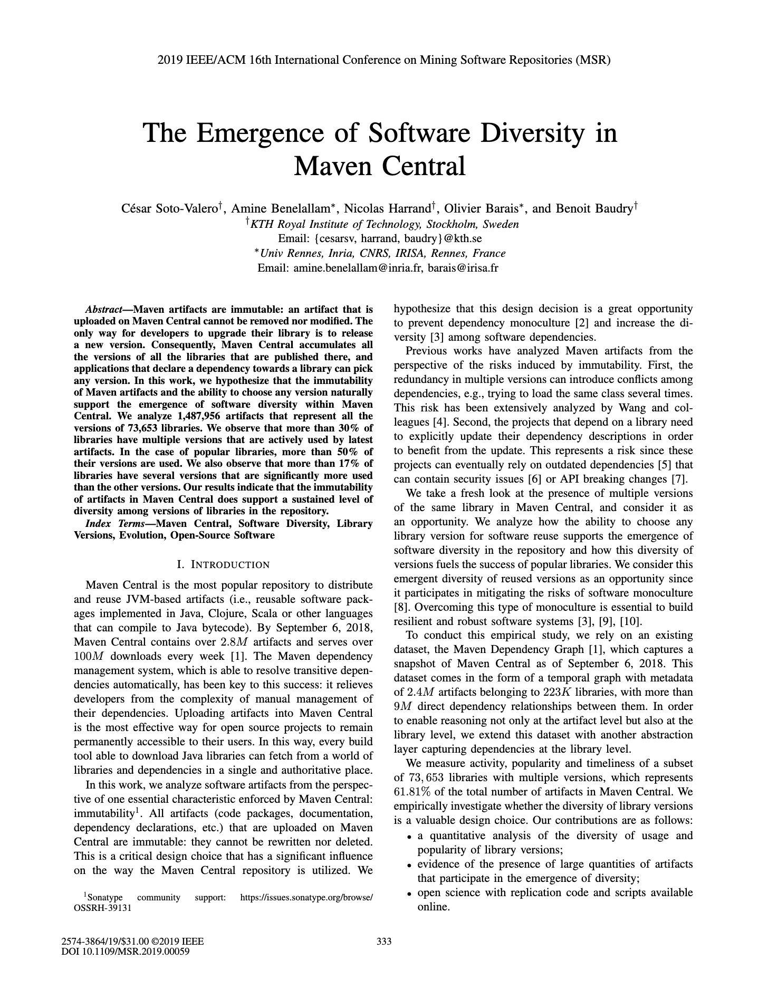 2019 IEEE/ACM 16th International Conference on Mining Software Repositories (MSR)
The Emergence of Software Diversity in
Maven Central
César Soto-Valero†, Amine Benelallam*, Nicolas Harrand†, Olivier Barais*, and Benoit Baudry†
†KTH Royal Institute of Technology, Stockholm, Sweden
Email: {cesarsv, harrand, baudry}@kth.se
*Univ Rennes, Inria, CNRS, IRISA, Rennes, France
Email: amine.benelallam@inria.fr, barais@irisa.fr
Abstract—Maven artifacts are immutable: an artifact that is
uploaded on Maven Central cannot be removed nor modified. The
only way for developers to upgrade their library is to release
a new version. Consequently, Maven Central accumulates all
the versions of all the libraries that are published there, and
applications that declare a dependency towards a library can pick
any version. In this work, we hypothesize that the immutability
of Maven artifacts and the ability to choose any version naturally
support the emergence of software diversity within Maven
Central. We analyze 1,487,956 artifacts that represent all the
versions of 73,653 libraries. We observe that more than 30% of
libraries have multiple versions that are actively used by latest
artifacts. In the case of popular libraries, more than 50% of
their versions are used. We also observe that more than 17% of
libraries have several versions that are significantly more used
than the other versions. Our results indicate that the immutability
of artifacts in Maven Central does support a sustained level of
diversity among versions of libraries in the repository.
Index Terms—Maven Central, Software Diversity, Library
Versions, Evolution, Open-Source Software
I. INTRODUCTION
Maven Central is the most popular repository to distribute
and reuse JVM-based artifacts (i.e., reusable software pack-
ages implemented in Java, Clojure, Scala or other languages
that can compile to Java bytecode). By September 6, 2018,
Maven Central contains over 2.8M artifacts and serves over
100M downloads every week [1]. The Maven dependency
management system, which is able to resolve transitive depen-
dencies automatically, has been key to this success: it relieves
developers from the complexity of manual management of
their dependencies. Uploading artifacts into Maven Central
is the most effective way for open source projects to remain
permanently accessible to their users. In this way, every build
tool able to download Java libraries can fetch from a world of
libraries and dependencies in a single and authoritative place.
In this work, we analyze software artifacts from the perspec-
tive of one essential characteristic enforced by Maven Central:
immutability¹. All artifacts (code packages, documentation,
dependency declarations, etc.) that are uploaded on Maven
Central are immutable: they cannot be rewritten nor deleted.
This is a critical design choice that has a significant influence
on the way the Maven Central repository is utilized. We
¹Sonatype community support: https://issues.sonatype.org/browse/
OSSRH-39131
hypothesize that this design decision is a great opportunity
to prevent dependency monoculture [2] and increase the di-
versity [3] among software dependencies.
Previous works have analyzed Maven artifacts from the
perspective of the risks induced by immutability. First, the
redundancy in multiple versions can introduce conflicts among
dependencies, e.g., trying to load the same class several times.
This risk has been extensively analyzed by Wang and col-
leagues [4]. Second, the projects that depend on a library need
to explicitly update their dependency descriptions in order
to benefit from the update. This represents a risk since these
projects can eventually rely on outdated dependencies [5] that
can contain security issues [6] or API breaking changes [7].
We take a fresh look at the presence of multiple versions
of the same library in Maven Central, and consider it as
an opportunity. We analyze how the ability to choose any
library version for software reuse supports the emergence of
software diversity in the repository and how this diversity of
versions fuels the success of popular libraries. We consider this
emergent diversity of reused versions as an opportunity since
it participates in mitigating the risks of software monoculture
[8]. Overcoming this type of monoculture is essential to build
resilient and robust software systems [3], [9], [10].
To conduct this empirical study, we rely on an existing
dataset, the Maven Dependency Graph [1], which captures a
snapshot of Maven Central as of September 6, 2018. This
dataset comes in the form of a temporal graph with metadata
of 2.4M artifacts belonging to 223K libraries, with more than
9M direct dependency relationships between them. In order
to enable reasoning not only at the artifact level but also at the
library level, we extend this dataset with another abstraction
layer capturing dependencies at the library level.
We measure activity, popularity and timeliness of a subset
of 73,653 libraries with multiple versions, which represents
61.81% of the total number of artifacts in Maven Central. We
empirically investigate whether the diversity of library versions
is a valuable design choice. Our contributions are as follows:
• a quantitative analysis of the diversity of usage and
popularity of library versions;
• evidence of the presence of large quantities of artifacts
that participate in the emergence of diversity;
• open science with replication code and scripts available
online.
2574-3864/19/$31.00 ©2019 IEEE
DOI 10.1109/MSR.2019.00059
333